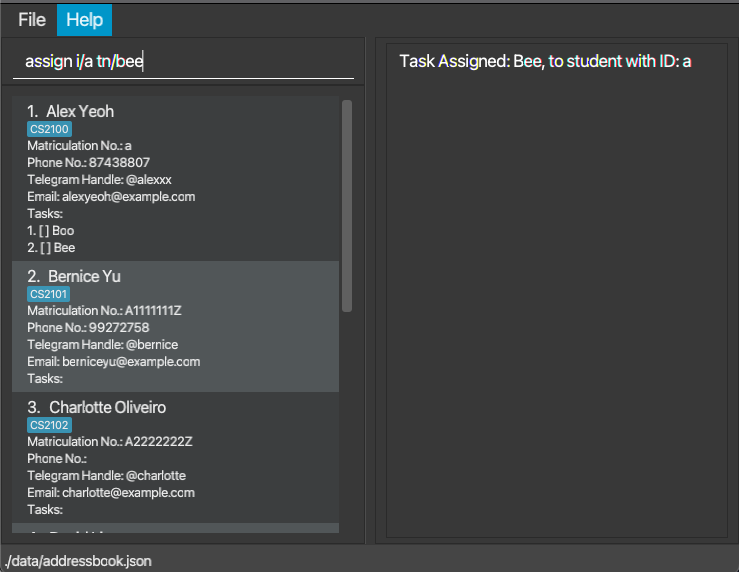 File Help
assign i/a tn/bee
Task Assigned: Bee, to student with ID: a
1. Alex Yeoh
CS2100
Matriculation No.: a
Phone No.: 87438807
Telegram Handle: @alexxx
Email: alexyeoh@example.com
Tasks:
1. [ ] Boo
2. [ ] Bee
2. Bernice Yu
CS2101
Matriculation No.: A1111111Z
Phone No.: 99272758
Telegram Handle: @bernice
Email: berniceyu@example.com
Tasks:
3. Charlotte Oliveiro
CS2102
Matriculation No.: A2222222Z
Phone No.:
Telegram Handle: @charlotte
Email: charlotte@example.com
Tasks:
./data/addressbook.json